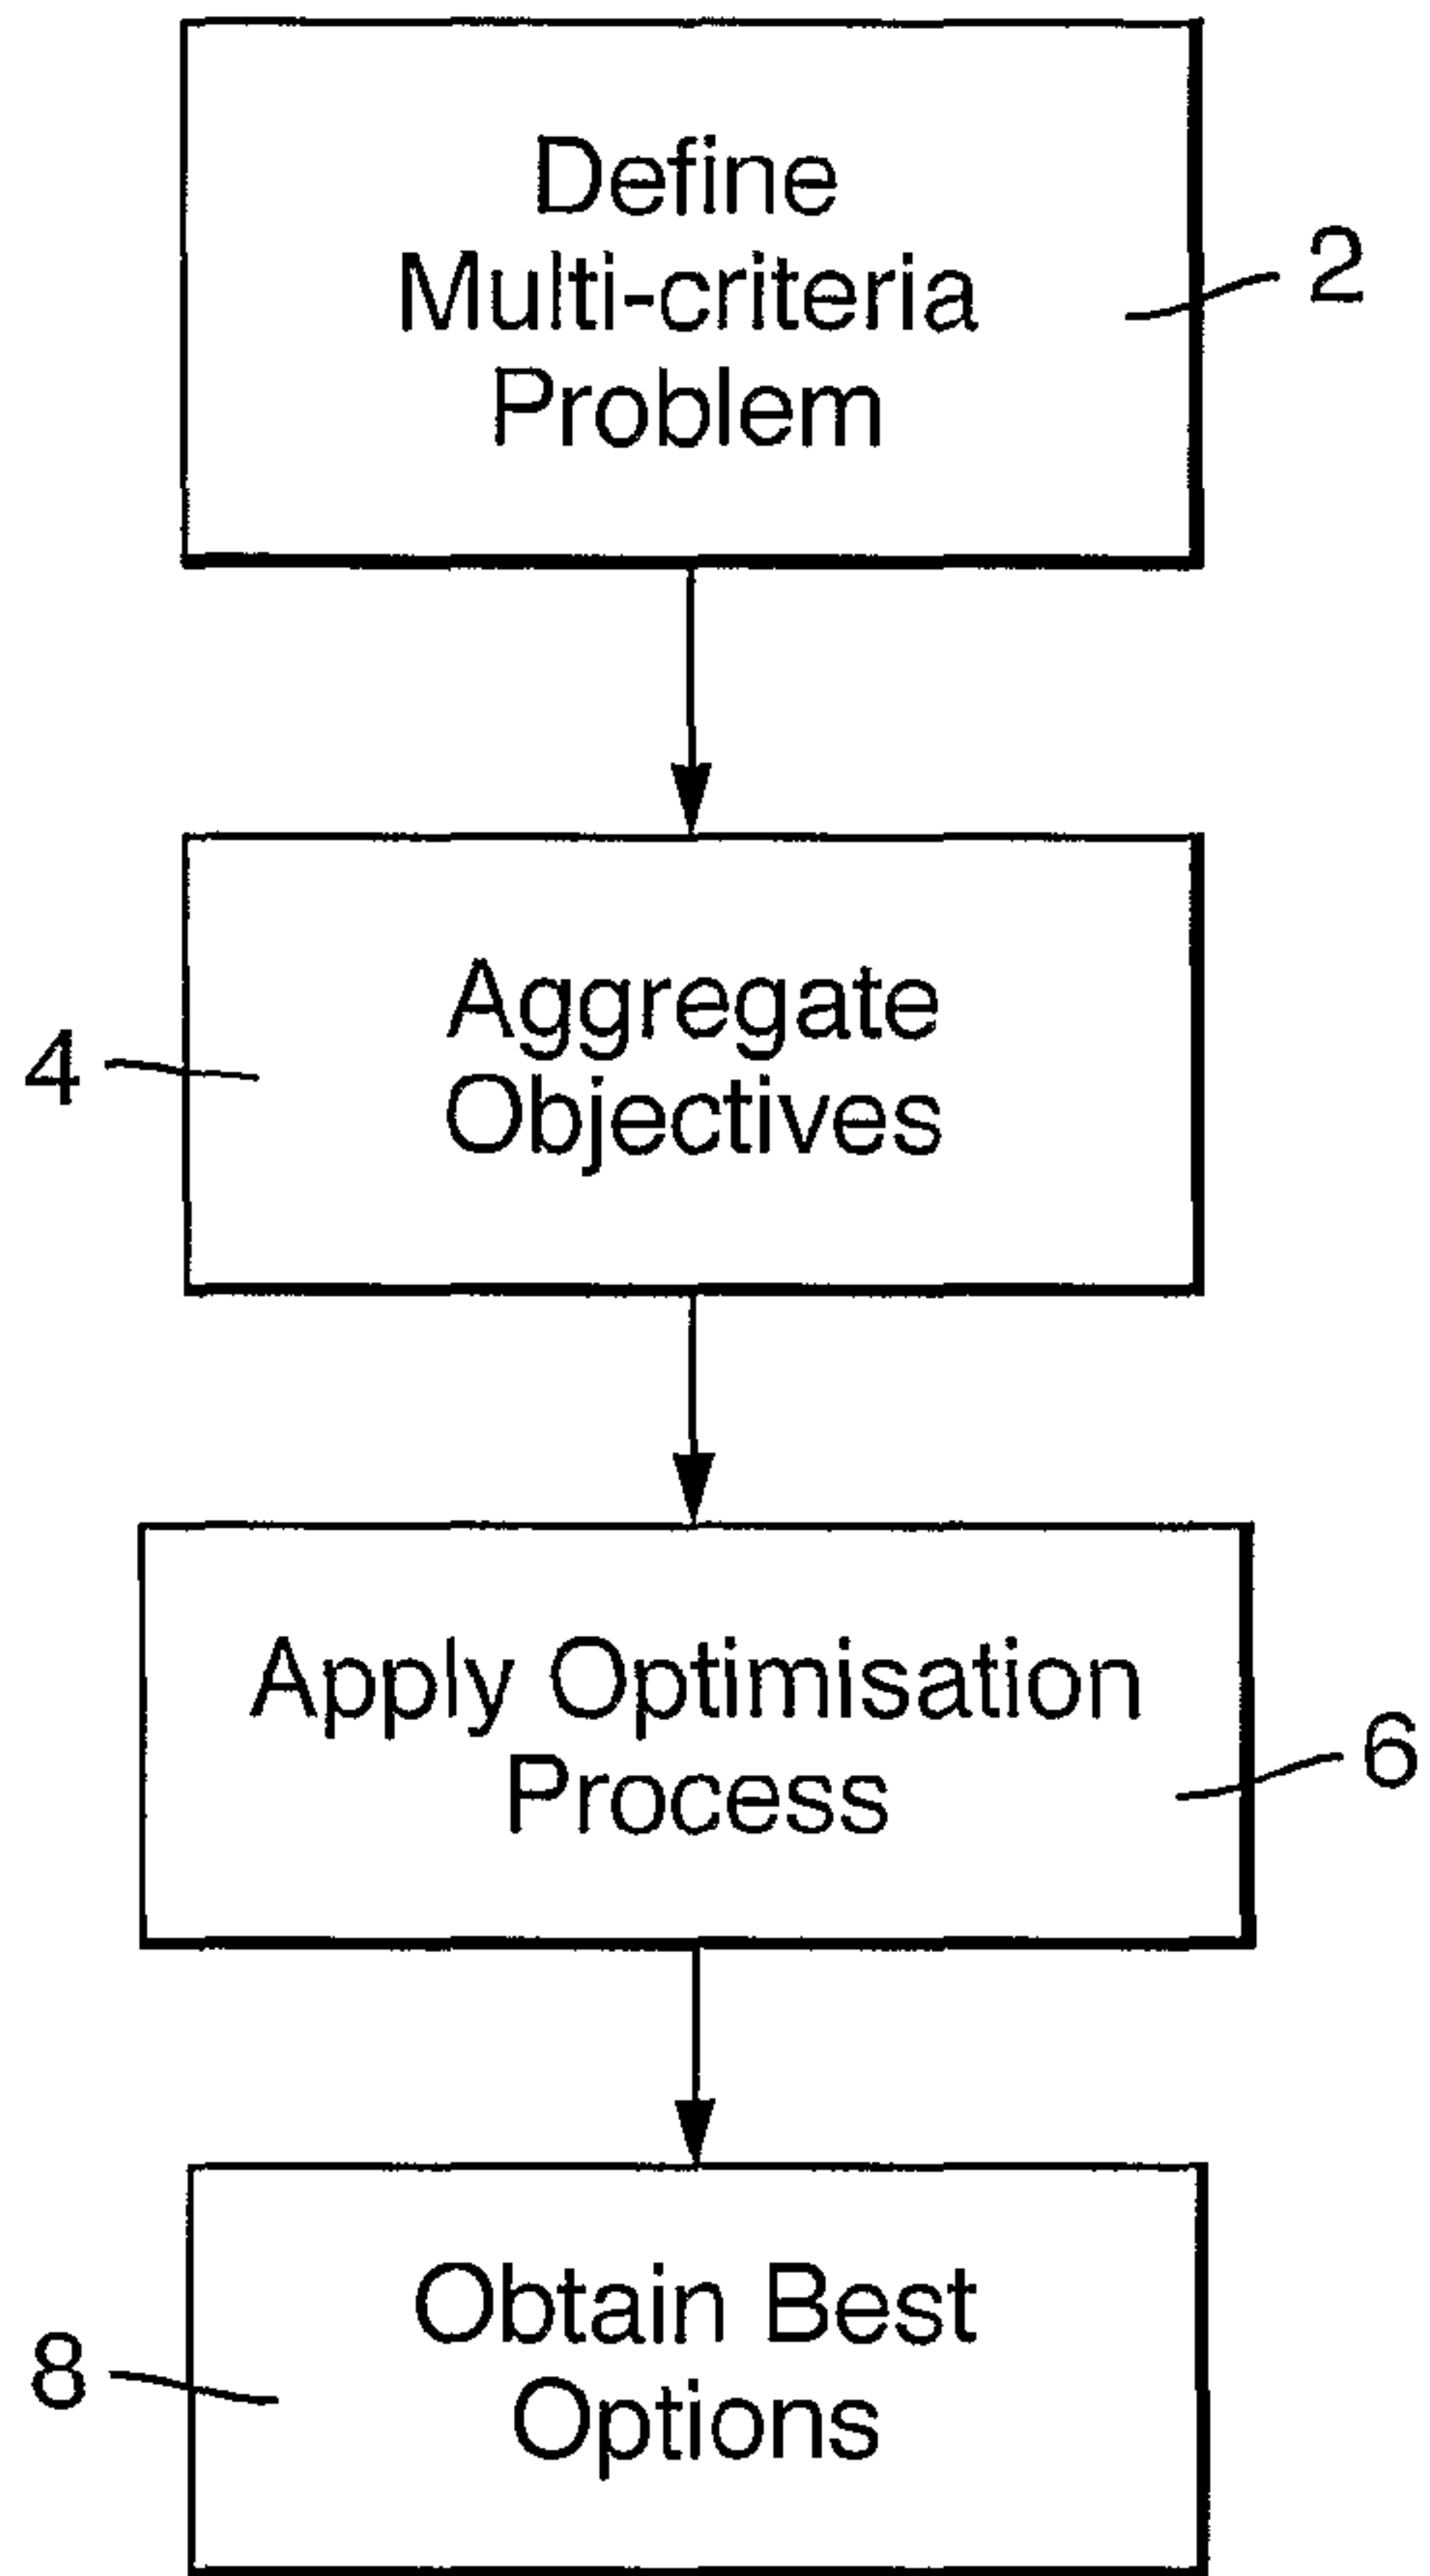 Define
Multi-criteria
Problem
2
Aggregate
Objectives
4
Apply Optimisation
Process
6
Obtain Best
Options
8